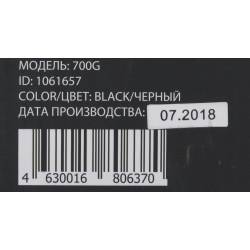 МОДЕЛЬ: 700G
ID: 1061657
COLOR/ЦВЕТ: BLACK/ЧЕРНЫЙ
ДАТА ПРОИЗВОДСТВА: 07.2018
4 630016 806370